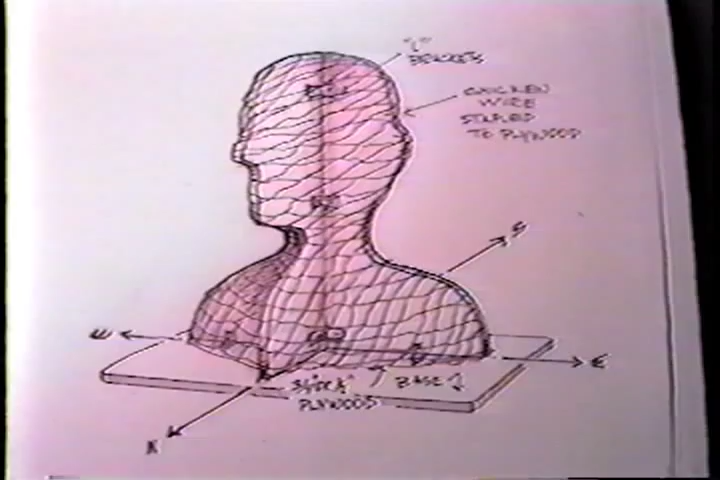 "L"
BRACKETS
CHICKEN
WIRE
STAPLED
TO PLYWOOD
S
W
E
3/4"
BASE
PLYWOOD
N